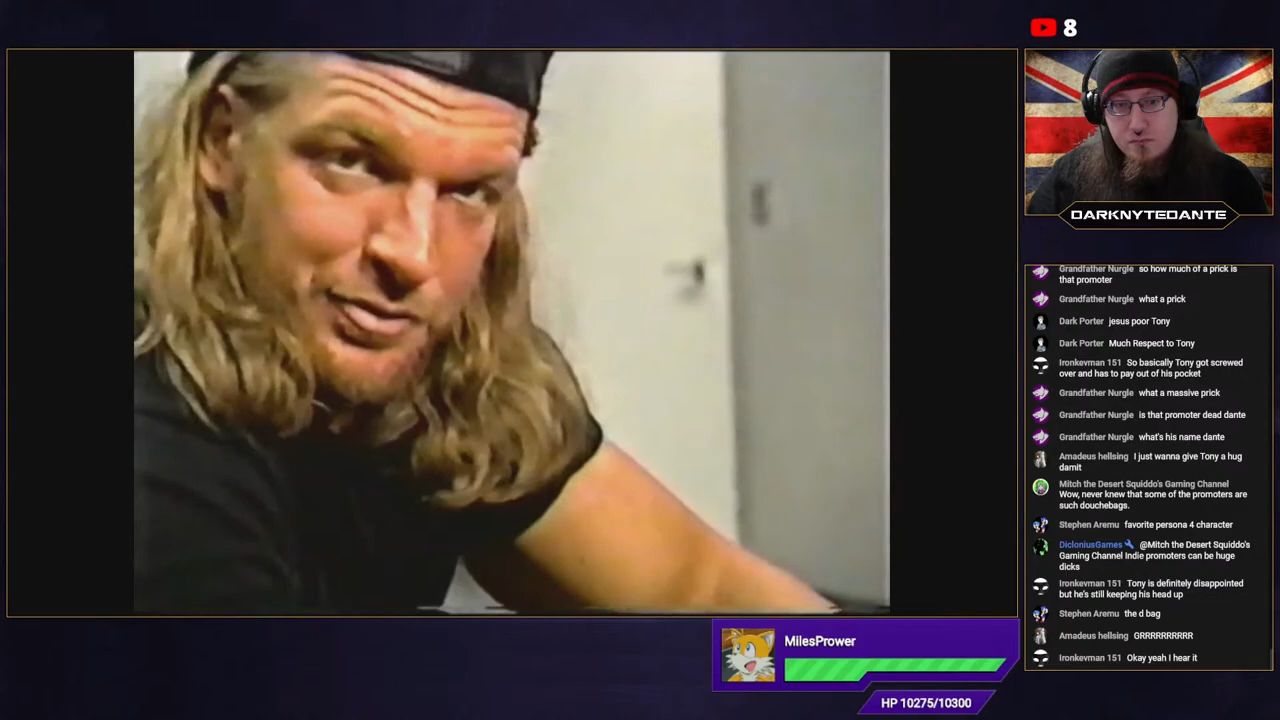 8
DARKNYTEDANTE
Grandfather Nurgle so how much of a prick is
that promoter
Grandfather Nurgle what a prick
Dark Porter jesus poor Tony
Dark Porter Much Respect to Tony
Ironkevman 151 So basically Tony got screwed
over and has to pay out of his pocket
Grandfather Nurgle what a massive prick
Grandfather Nurgle is that promoter dead dante
Grandfather Nurgle what's his name dante
Amadeus hellsing I just wanna give Tony a hug
damit
Mitch the Desert Squiddo's Gaming Channel
Wow, never knew that some of the promoters are
such douchebags.
Stephen Aremu favorite persona 4 character
DicloniusGames @Mitch the Desert Squiddo's
Gaming Channel Indie promoters can be huge
dicks
Ironkevman 151 Tony is definitely disappointed
but he's still keeping his head up
Stephen Aremu the d bag
Amadeus hellsing GRRRRRRRRRR
Ironkevman 151 Okay yeah I hear it
MilesPrower
HP 10275/10300